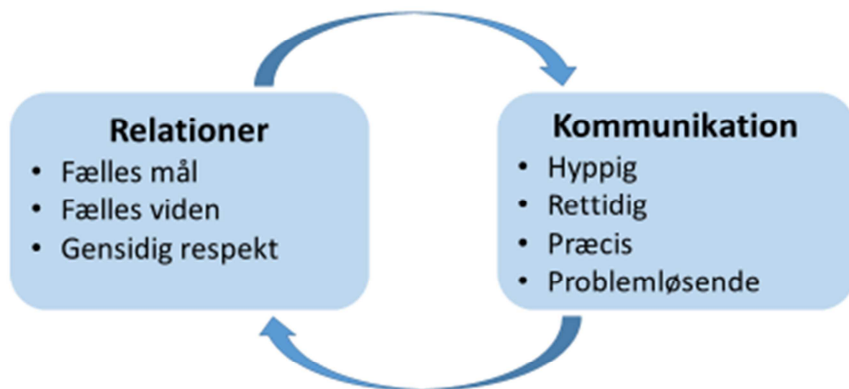 Relationer
• Fælles mål
• Fælles viden
• Gensidig respekt
Kommunikation
• Hyppig
• Rettidig
• Præcis
• Problemløsende